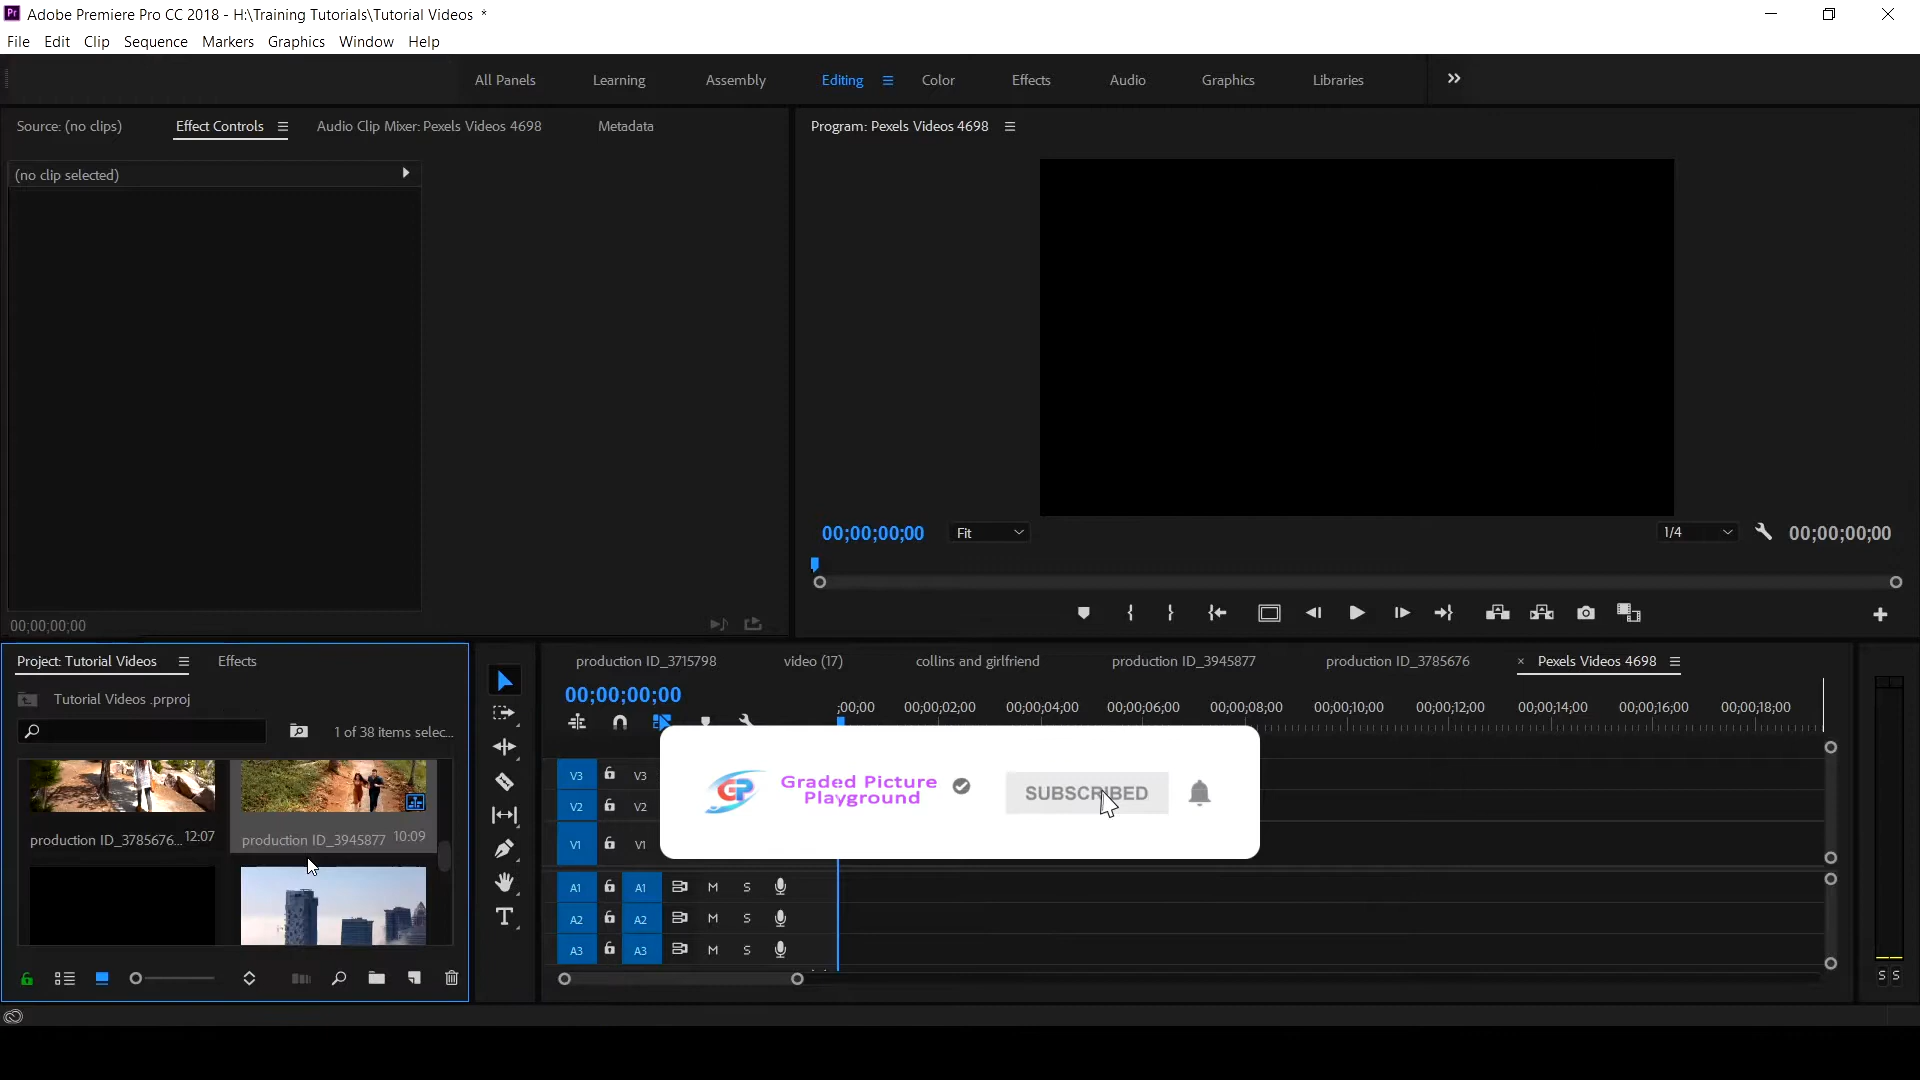 Adobe Premiere Pro CC 2018 - H:\Training Tutorials\Tutorial Videos *
File Edit Clip Sequence Markers Graphics Window Help
All Panels Learning Assembly Editing Color Effects Audio Graphics Libraries
Source: (no clips) Effect Controls Audio Clip Mixer: Pexels Videos 4698 Metadata
Program: Pexels Videos 4698
(no clip selected)
00;00;00;00 Fit 1/4 00;00;00;00
00;00;00;00
Project: Tutorial Videos Effects
Tutorial Videos .prproj
1 of 38 items selec...
production ID_3785676... 12:07 production ID_3945877 10:09
production ID_3715798 video (17) collins and girlfriend production ID_3945877 production ID_3785676 × Pexels Videos 4698
00;00;00;00
;00;00 00;00;02;00 00;00;04;00 00;00;06;00 00;00;08;00 00;00;10;00 00;00;12;00 00;00;14;00 00;00;16;00 00;00;18;00
V3 V3
V2 V2
V1 V1
A1 A1 M S
A2 A2 M S
A3 A3 M S
S S
GP Graded Picture
Playground
SUBSCRIBED